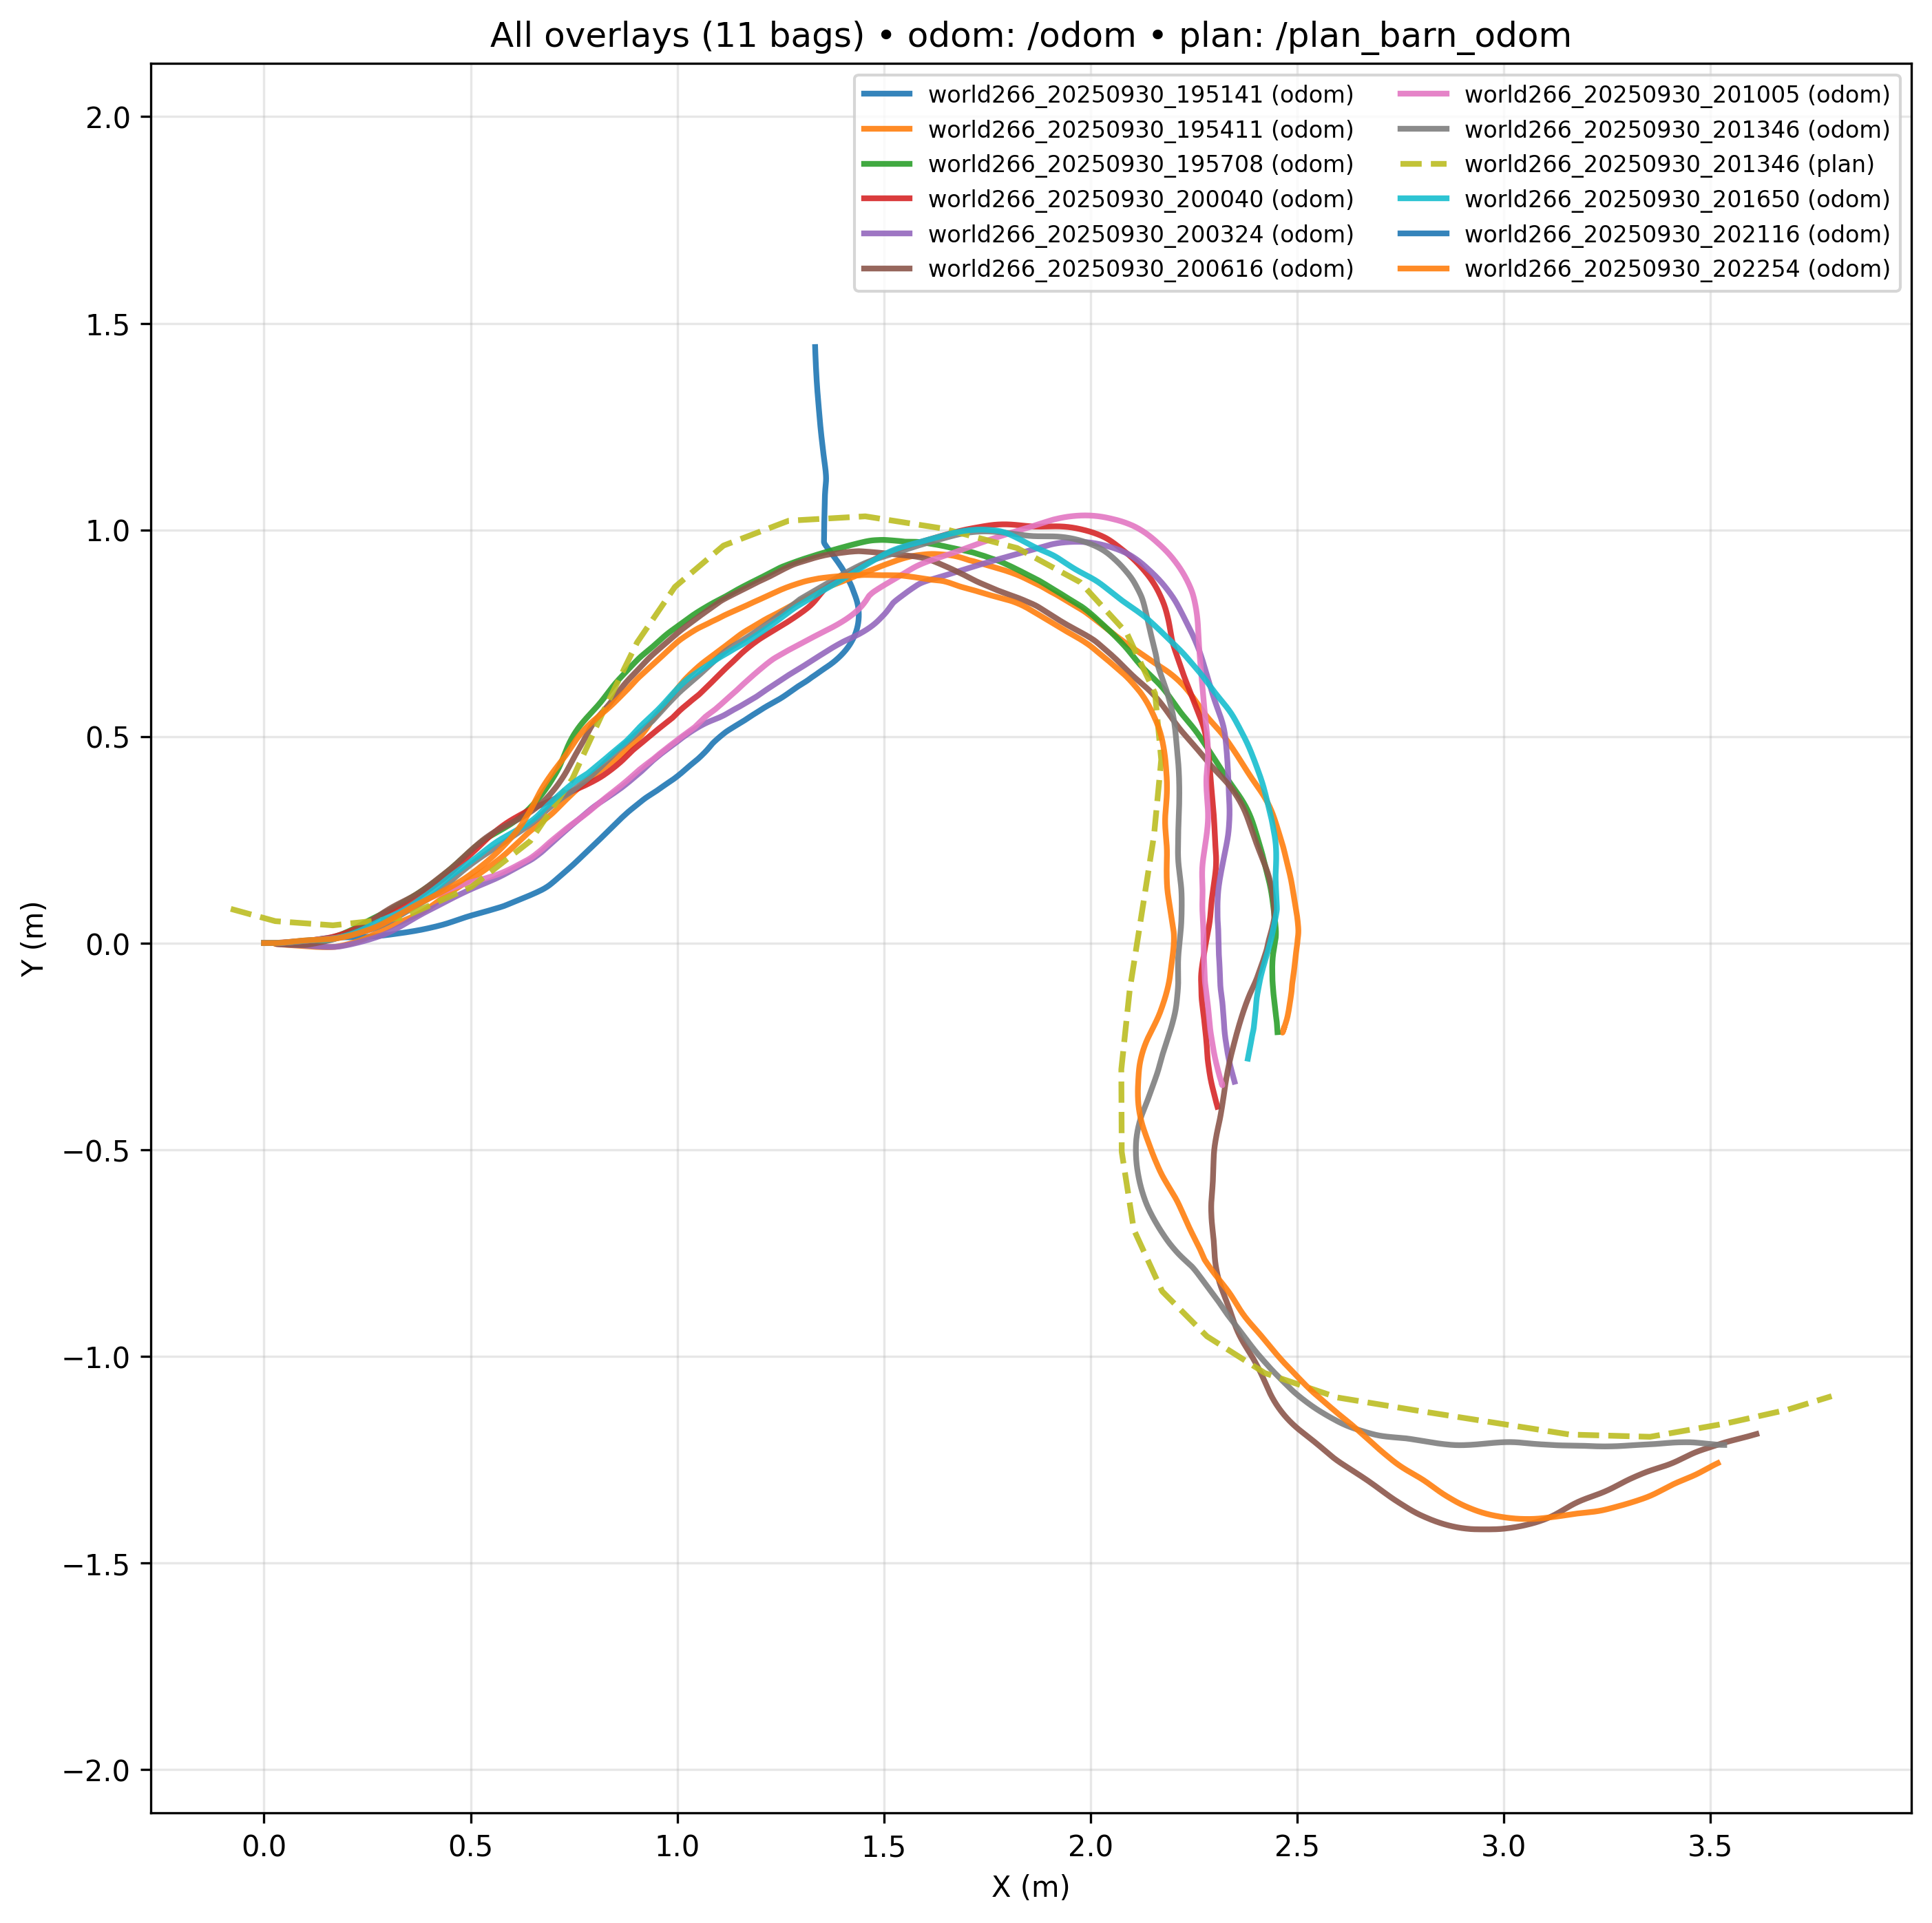 All overlays (11 bags) • odom: /odom • plan: /plan_barn_odom
world266_20250930_195141 (odom)
world266_20250930_195411 (odom)
world266_20250930_195708 (odom)
world266_20250930_200040 (odom)
world266_20250930_200324 (odom)
world266_20250930_200616 (odom)
world266_20250930_201005 (odom)
world266_20250930_201346 (odom)
world266_20250930_201346 (plan)
world266_20250930_201650 (odom)
world266_20250930_202116 (odom)
world266_20250930_202254 (odom)
Y (m)
2.0
1.5
1.0
0.5
0.0
−0.5
−1.0
−1.5
−2.0
0.0 0.5 1.0 1.5 2.0 2.5 3.0 3.5
X (m)